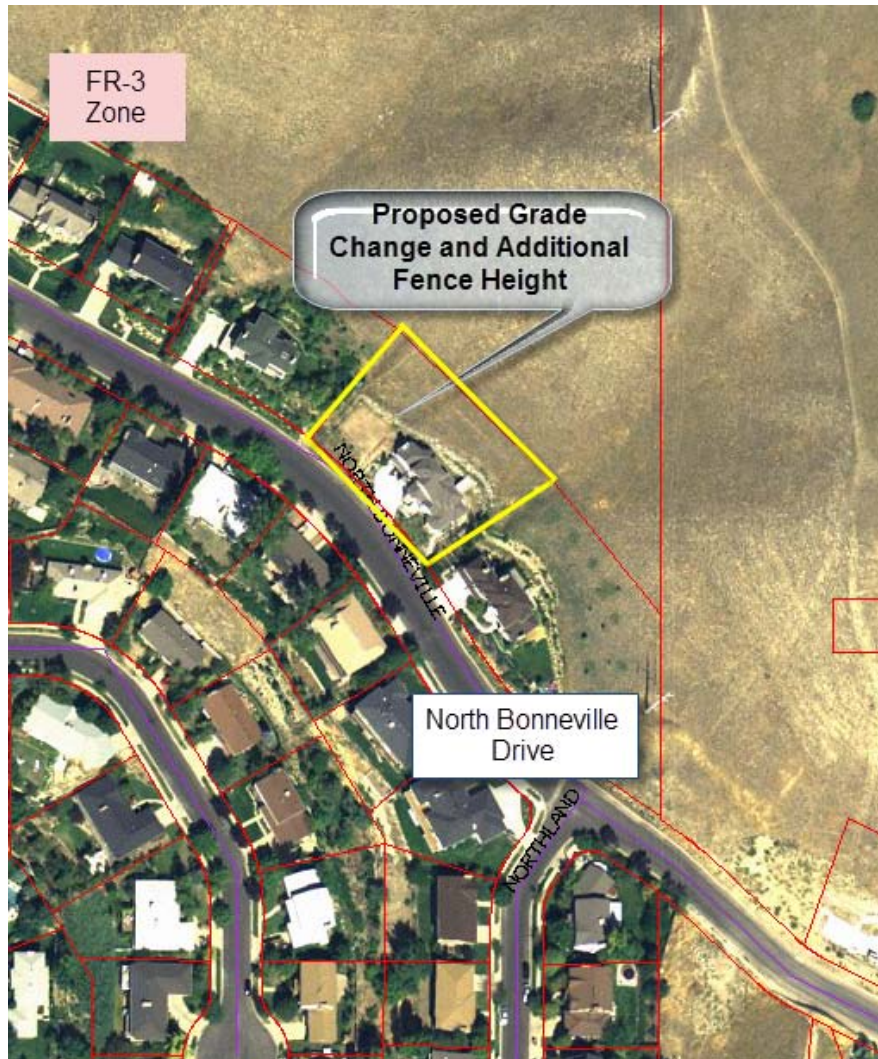 FR-3
Zone
Proposed Grade
Change and Additional
Fence Height
NORTH BONNEVILLE
North Bonneville
Drive
NORTHLAND